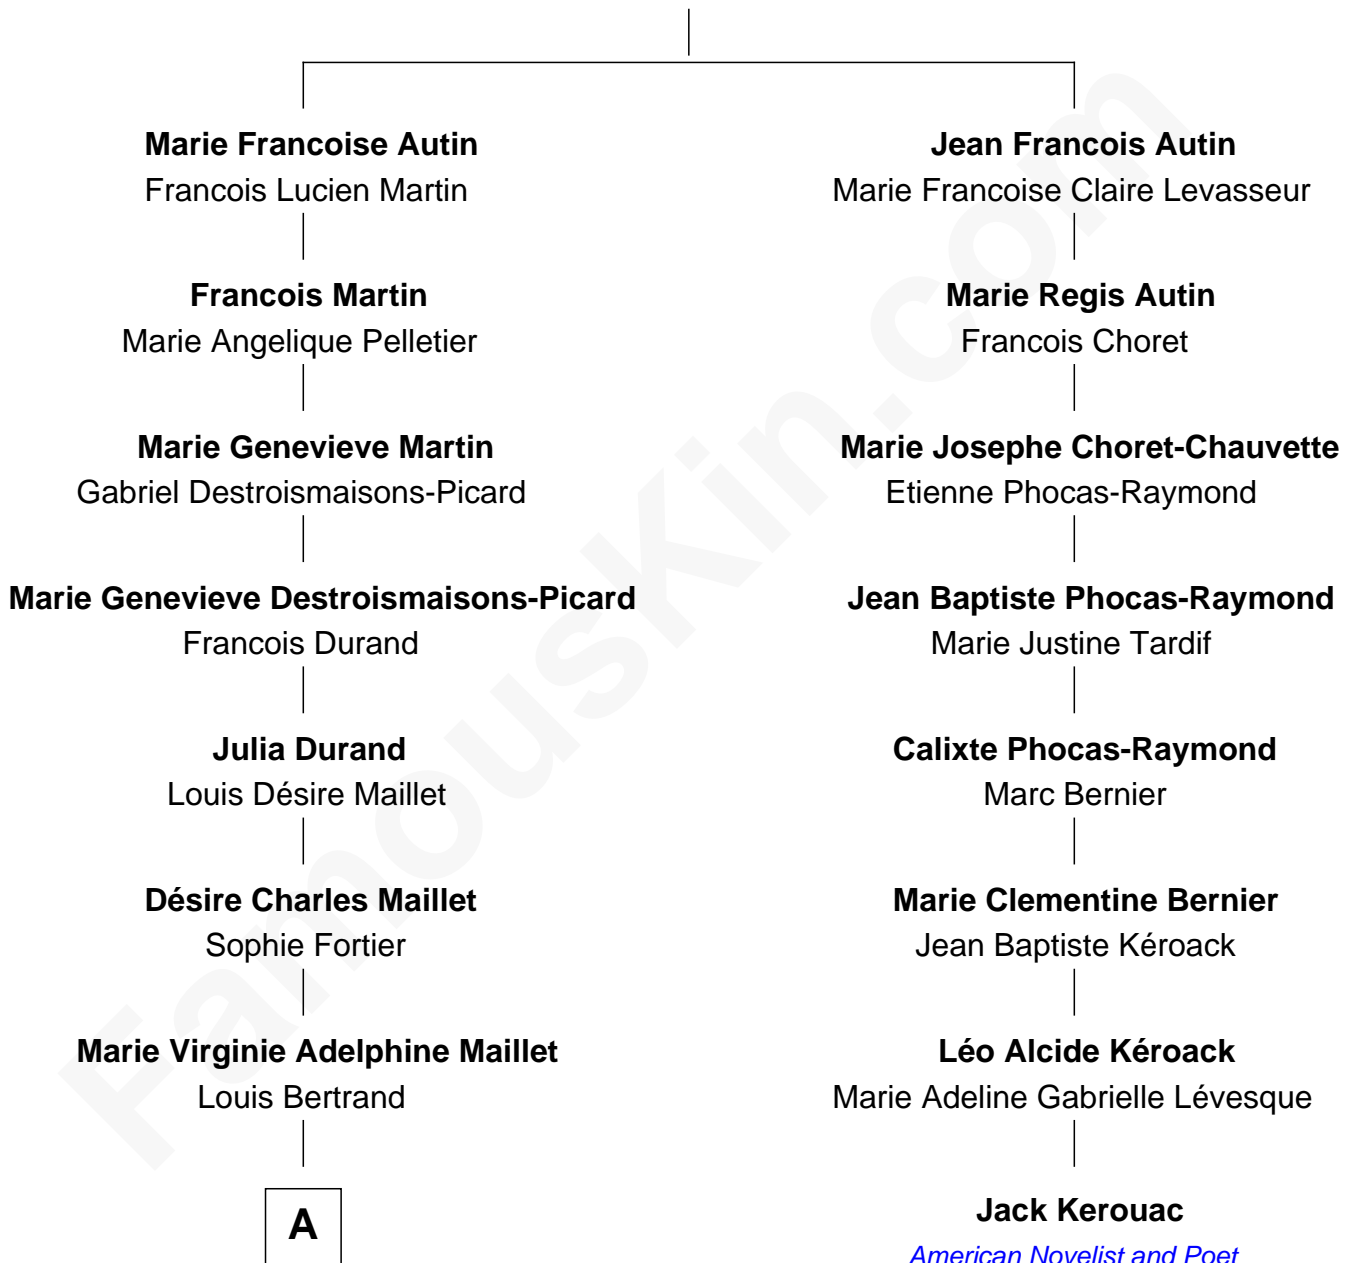 Marie Francoise Autin
Francois Lucien Martin
Francois Martin
Marie Angelique Pelletier
Marie Genevieve Martin
Gabriel Destroismaisons-Picard
Marie Genevieve Destroismaisons-Picard
Francois Durand
Julia Durand
Louis Désire Maillet
Désire Charles Maillet
Sophie Fortier
Marie Virginie Adelphine Maillet
Louis Bertrand
A
Jean Francois Autin
Marie Francoise Claire Levasseur
Marie Regis Autin
Francois Choret
Marie Josephe Choret-Chauvette
Etienne Phocas-Raymond
Jean Baptiste Phocas-Raymond
Marie Justine Tardif
Calixte Phocas-Raymond
Marc Bernier
Marie Clementine Bernier
Jean Baptiste Kéroack
Léo Alcide Kéroack
Marie Adeline Gabrielle Lévesque
Jack Kerouac
American Novelist and Poet
FamousKin.com